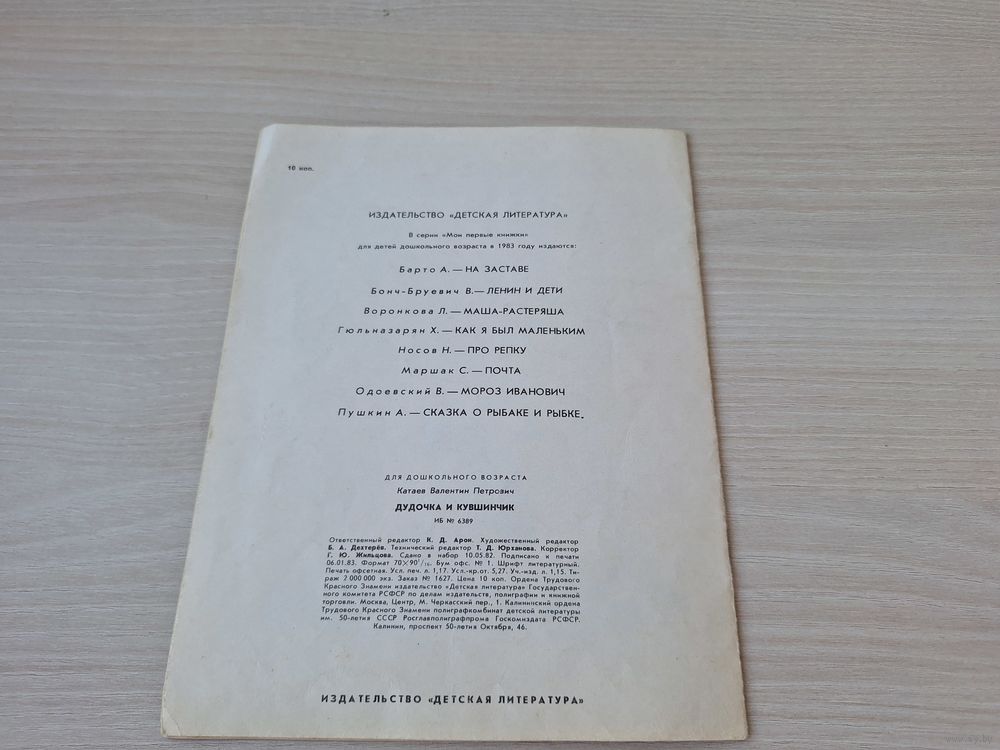 10 коп.
ИЗДАТЕЛЬСТВО «ДЕТСКАЯ ЛИТЕРАТУРА»
В серии «Мои первые книжки»
для детей дошкольного возраста в 1983 году издаются:
Барто А. — НА ЗАСТАВЕ
Бонч-Бруевич В. — ЛЕНИН И ДЕТИ
Воронкова Л. — МАША-РАСТЕРЯША
Гюльназарян Х. — КАК Я БЫЛ МАЛЕНЬКИМ
Носов Н. — ПРО РЕПКУ
Маршак С. — ПОЧТА
Одоевский В. — МОРОЗ ИВАНОВИЧ
Пушкин А. — СКАЗКА О РЫБАКЕ И РЫБКЕ.
ДЛЯ ДОШКОЛЬНОГО ВОЗРАСТА
Катаев Валентин Петрович
ДУДОЧКА И КУВШИНЧИК
ИБ № 6389
Ответственный редактор К. Д. Арон. Художественный редактор
Б. А. Дехтерёв. Технический редактор Т. Д. Юрханова. Корректор
Г. Ю. Жильцова. Сдано в набор 10.05.82. Подписано к печати
06.01.83. Формат 70×90¹/₁₆. Бум офс. № 1. Шрифт литературный.
Печать офсетная. Усл. печ. л. 1,17. Усл.-кр.от. 5,27. Уч.-изд. л. 1,15. Ти-
раж 2 000 000 экз. Заказ № 1627. Цена 10 коп. Ордена Трудового
Красного Знамени издательство «Детская литература» Государствен-
ного комитета РСФСР по делам издательств, полиграфии и книжной
торговли. Москва, Центр, М. Черкасский пер., 1. Калининский ордена
Трудового Красного Знамени полиграфкомбинат детской литературы
им. 50-летия СССР Росглавполиграфпрома Госкомиздата РСФСР.
Калинин, проспект 50-летия Октября, 46.
ИЗДАТЕЛЬСТВО «ДЕТСКАЯ ЛИТЕРАТУРА»